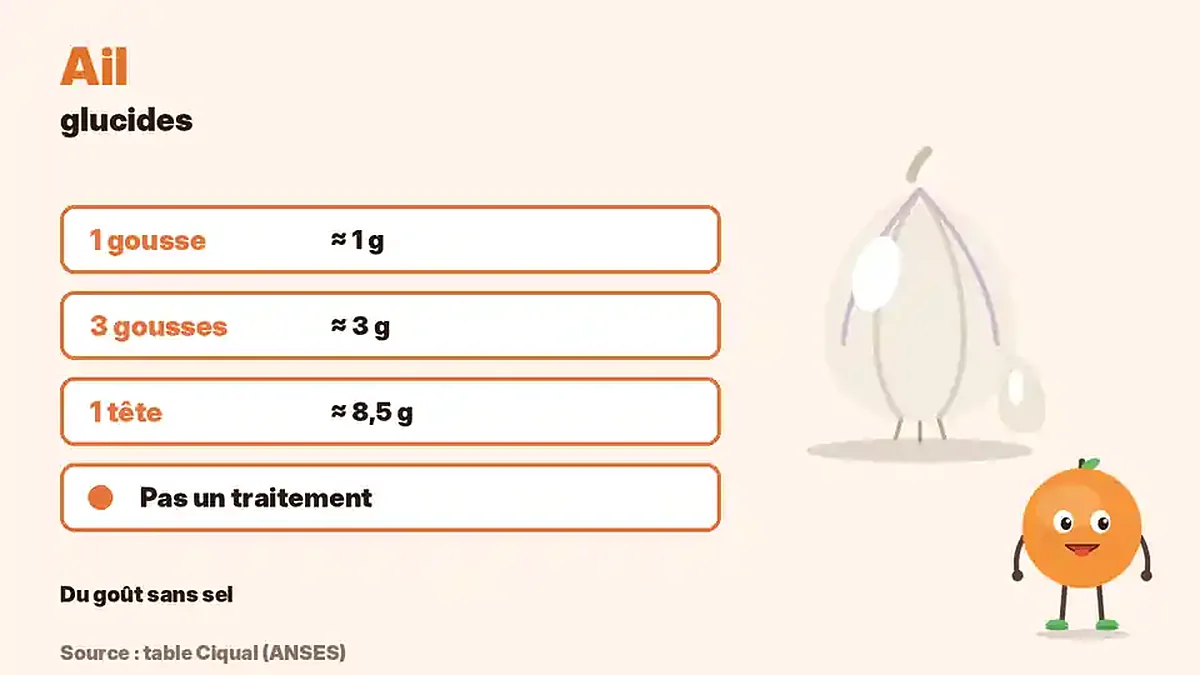 Ail
glucides
1 gousse ≈ 1 g
3 gousses ≈ 3 g
1 tête ≈ 8,5 g
Pas un traitement
Du goût sans sel
Source : table Ciqual (ANSES)